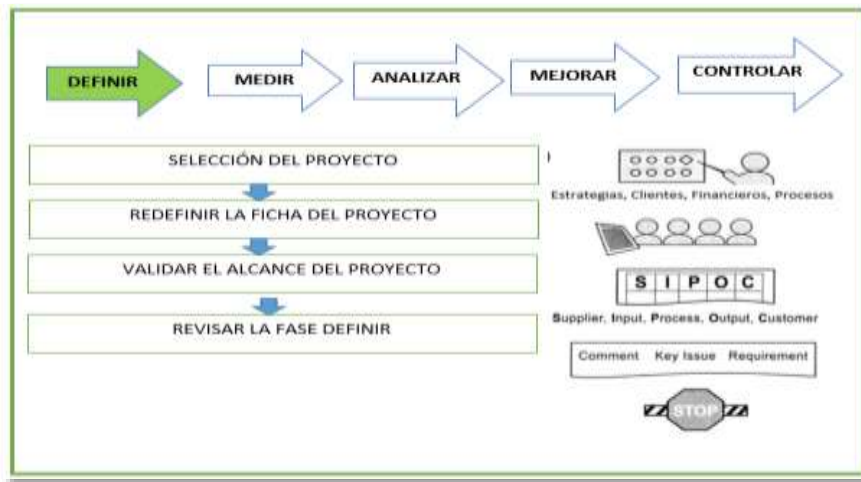 DEFINIR
MEDIR
ANALIZAR
MEJORAR
CONTROLAR
SELECCIÓN DEL PROYECTO
REDEFINIR LA FICHA DEL PROYECTO
VALIDAR EL ALCANCE DEL PROYECTO
REVISAR LA FASE DEFINIR
)
Estrategias, Clientes, Financieros, Procesos
S I P O C
Supplier, Input, Process, Output, Customer
Comment Key Issue Requirement
STOP